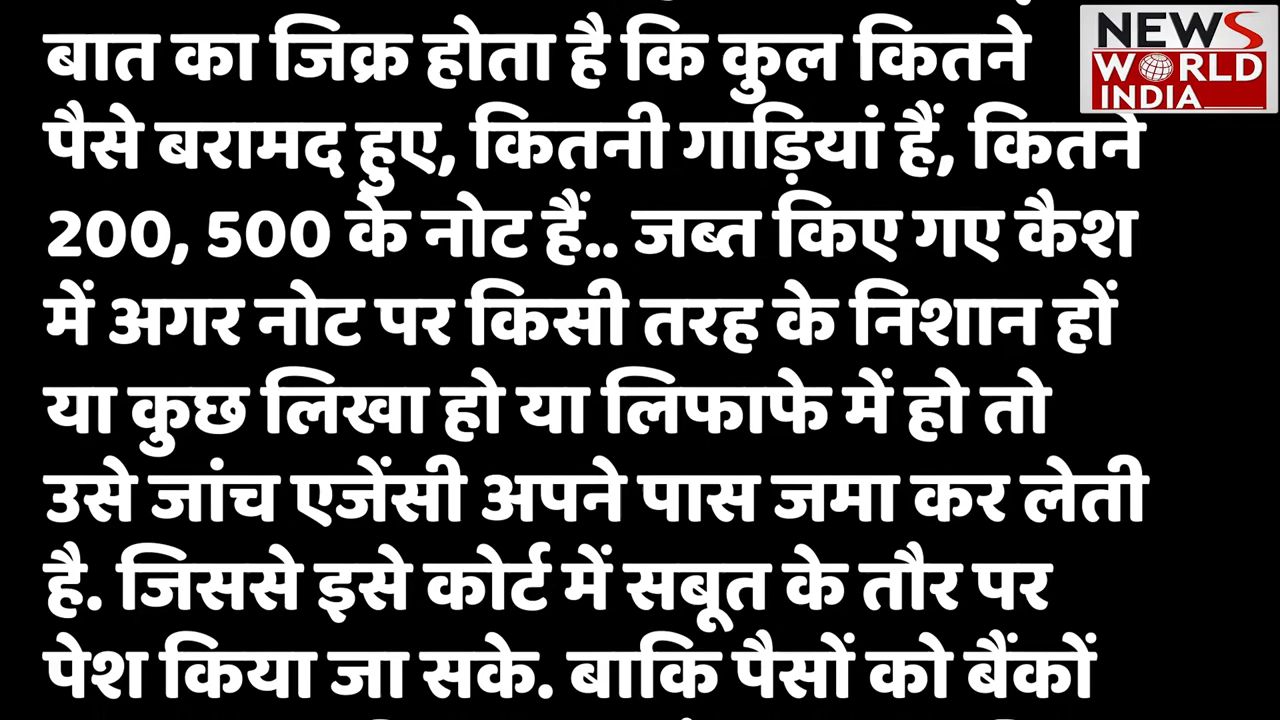 बात का जिक्र होता है कि कुल कितने
पैसे बरामद हुए, कितनी गाड़ियां हैं, कितने
200, 500 के नोट हैं.. जब्त किए गए कैश
में अगर नोट पर किसी तरह के निशान हों
या कुछ लिखा हो या लिफाफे में हो तो
उसे जांच एजेंसी अपने पास जमा कर लेती
है. जिससे इसे कोर्ट में सबूत के तौर पर
पेश किया जा सके. बाकि पैसों को बैंकों
NEWS
WORLD
INDIA